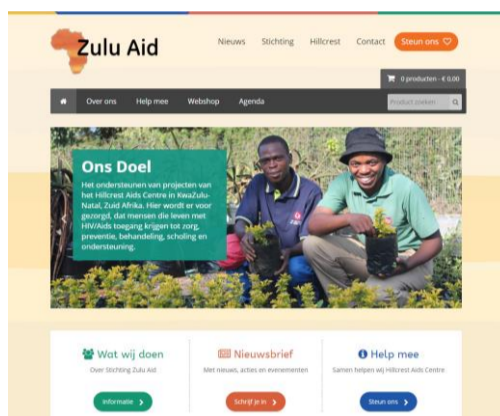 Zulu Aid
Nieuws Stichting Hillcrest Contact Steun ons
0 producten - € 0,00
Over ons Help mee Webshop Agenda
Product zoeken
Ons Doel
Het ondersteunen van projecten van
het Hillcrest Aids Centre in KwaZulu-
Natal, Zuid Afrika. Hier wordt er voor
gezorgd, dat mensen die leven met
HIV/Aids toegang krijgen tot zorg,
preventie, behandeling, scholing en
ondersteuning.
Wat wij doen
Over Stichting Zulu Aid
Informatie
Nieuwsbrief
Met nieuws, acties en evenementen
Schrijf je in
Help mee
Samen helpen wij Hillcrest Aids Centre.
Steun ons